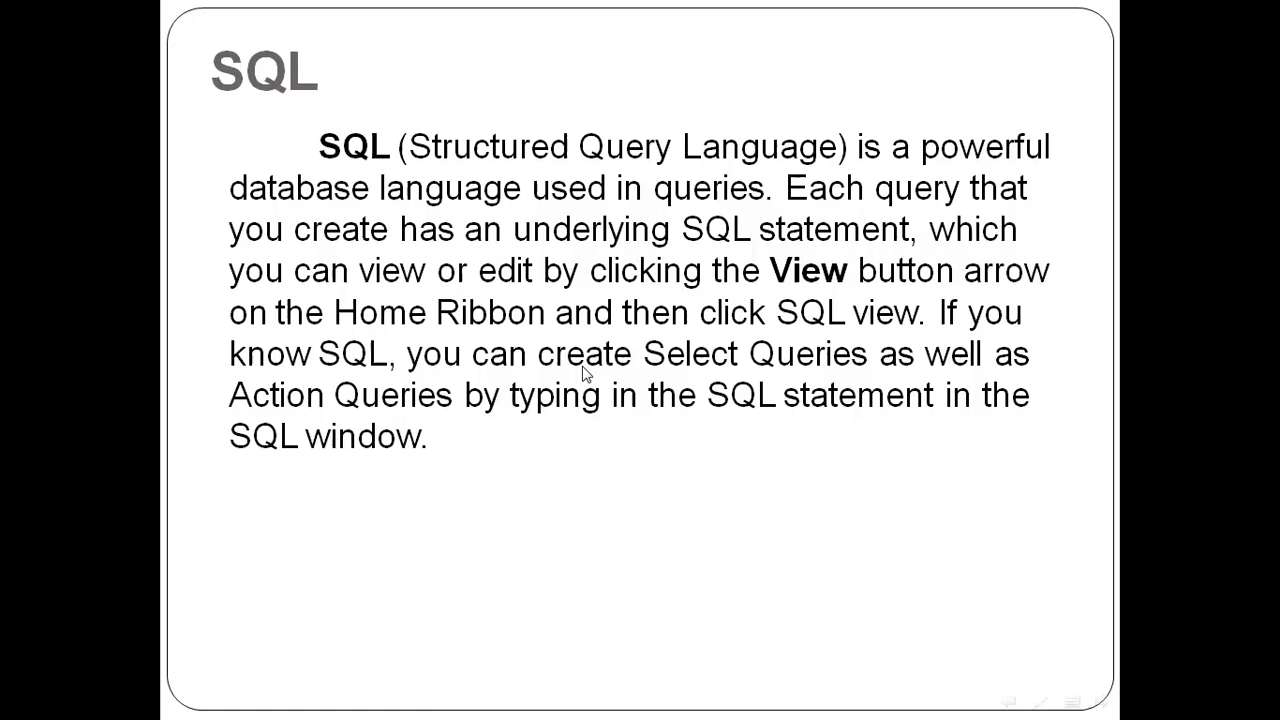 SQL
SQL (Structured Query Language) is a powerful
database language used in queries. Each query that
you create has an underlying SQL statement, which
you can view or edit by clicking the View button arrow
on the Home Ribbon and then click SQL view. If you
know SQL, you can create Select Queries as well as
Action Queries by typing in the SQL statement in the
SQL window.